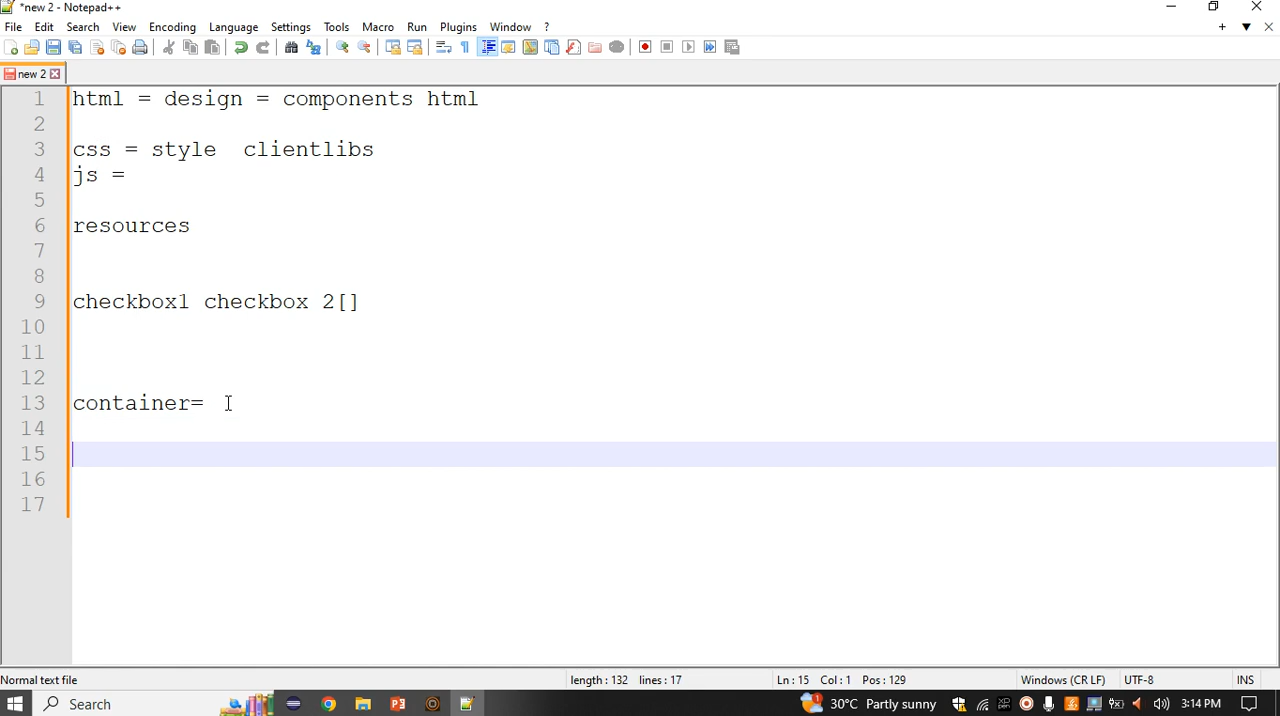 *new 2 - Notepad++
File Edit Search View Encoding Language Settings Tools Macro Run Plugins Window ?
+ ▼ ✕
new 2
1 html = design = components html
2
3 css = style  clientlibs
4 js =
5
6 resources
7
8
9 checkbox1 checkbox 2[]
10
11
12
13 container=
14
15
16
17
Normal text file length : 132 lines : 17 Ln : 15 Col : 1 Pos : 129 Windows (CR LF) UTF-8 INS
Search 1 30°C Partly sunny 3:14 PM